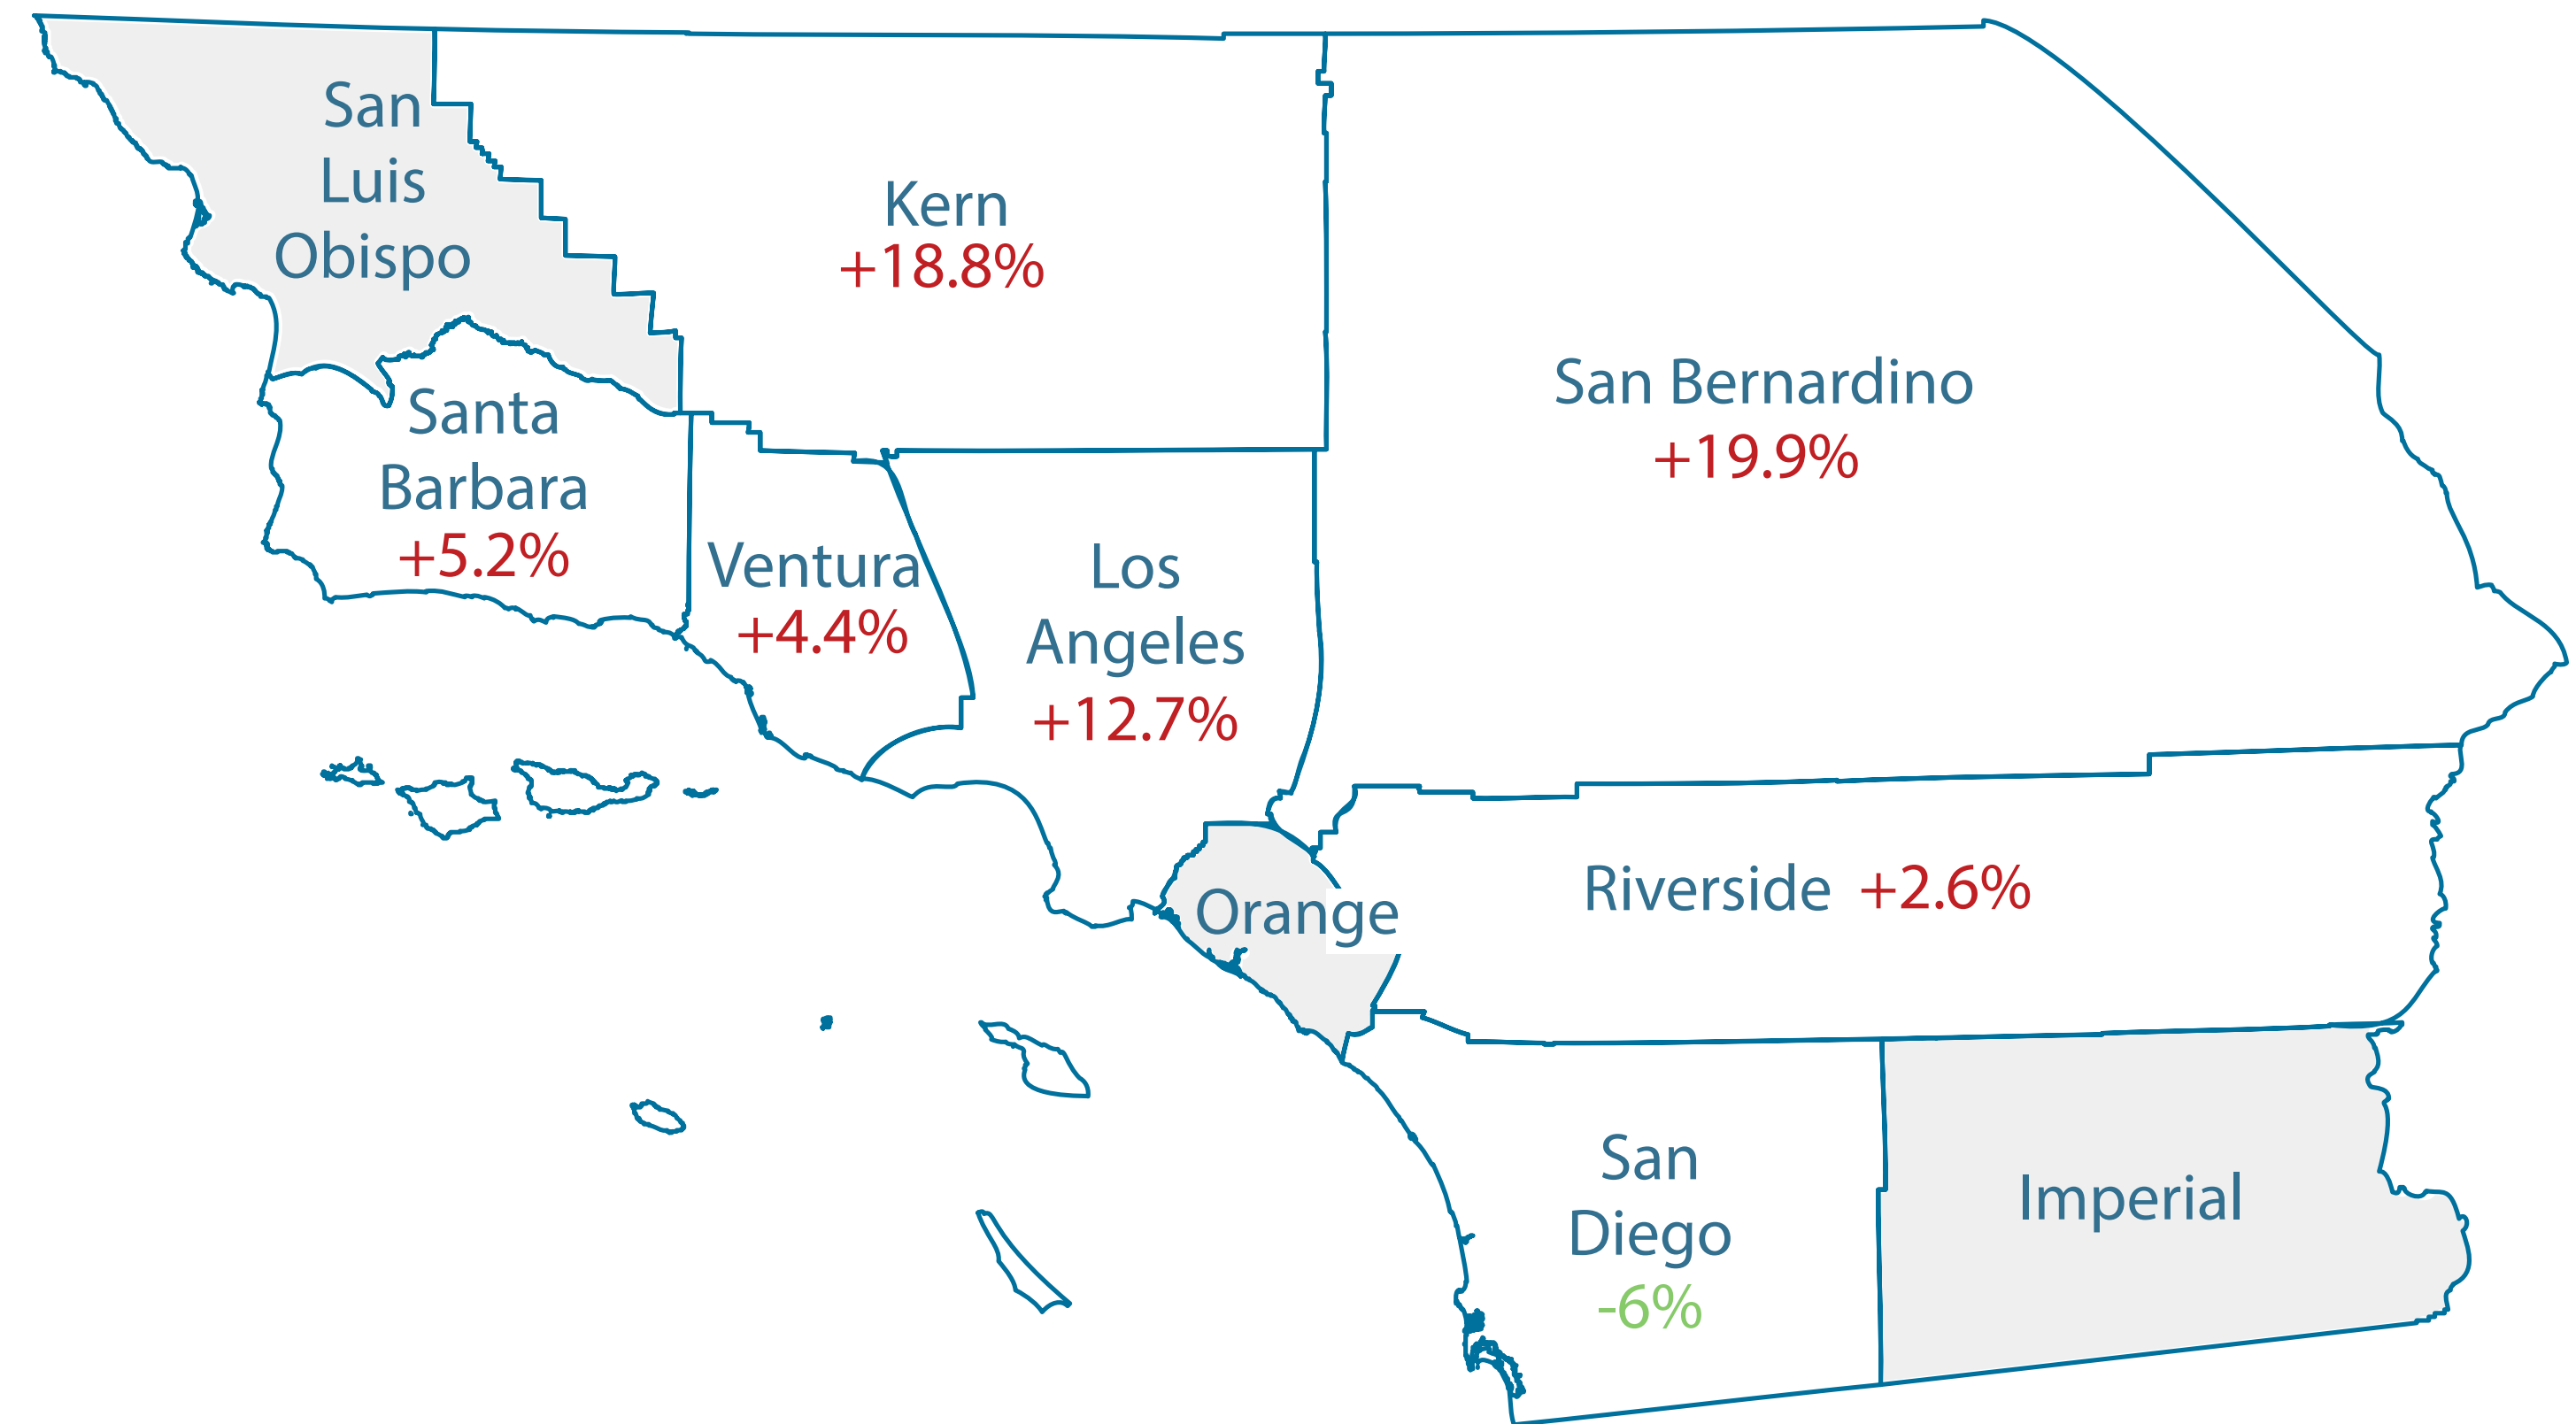 San
Luis
Obispo
Kern
+18.8%
San Bernardino
+19.9%
Santa
Barbara
+5.2%
Ventura
+4.4%
Los
Angeles
+12.7%
Orange
Riverside +2.6%
San
Diego
-6%
Imperial